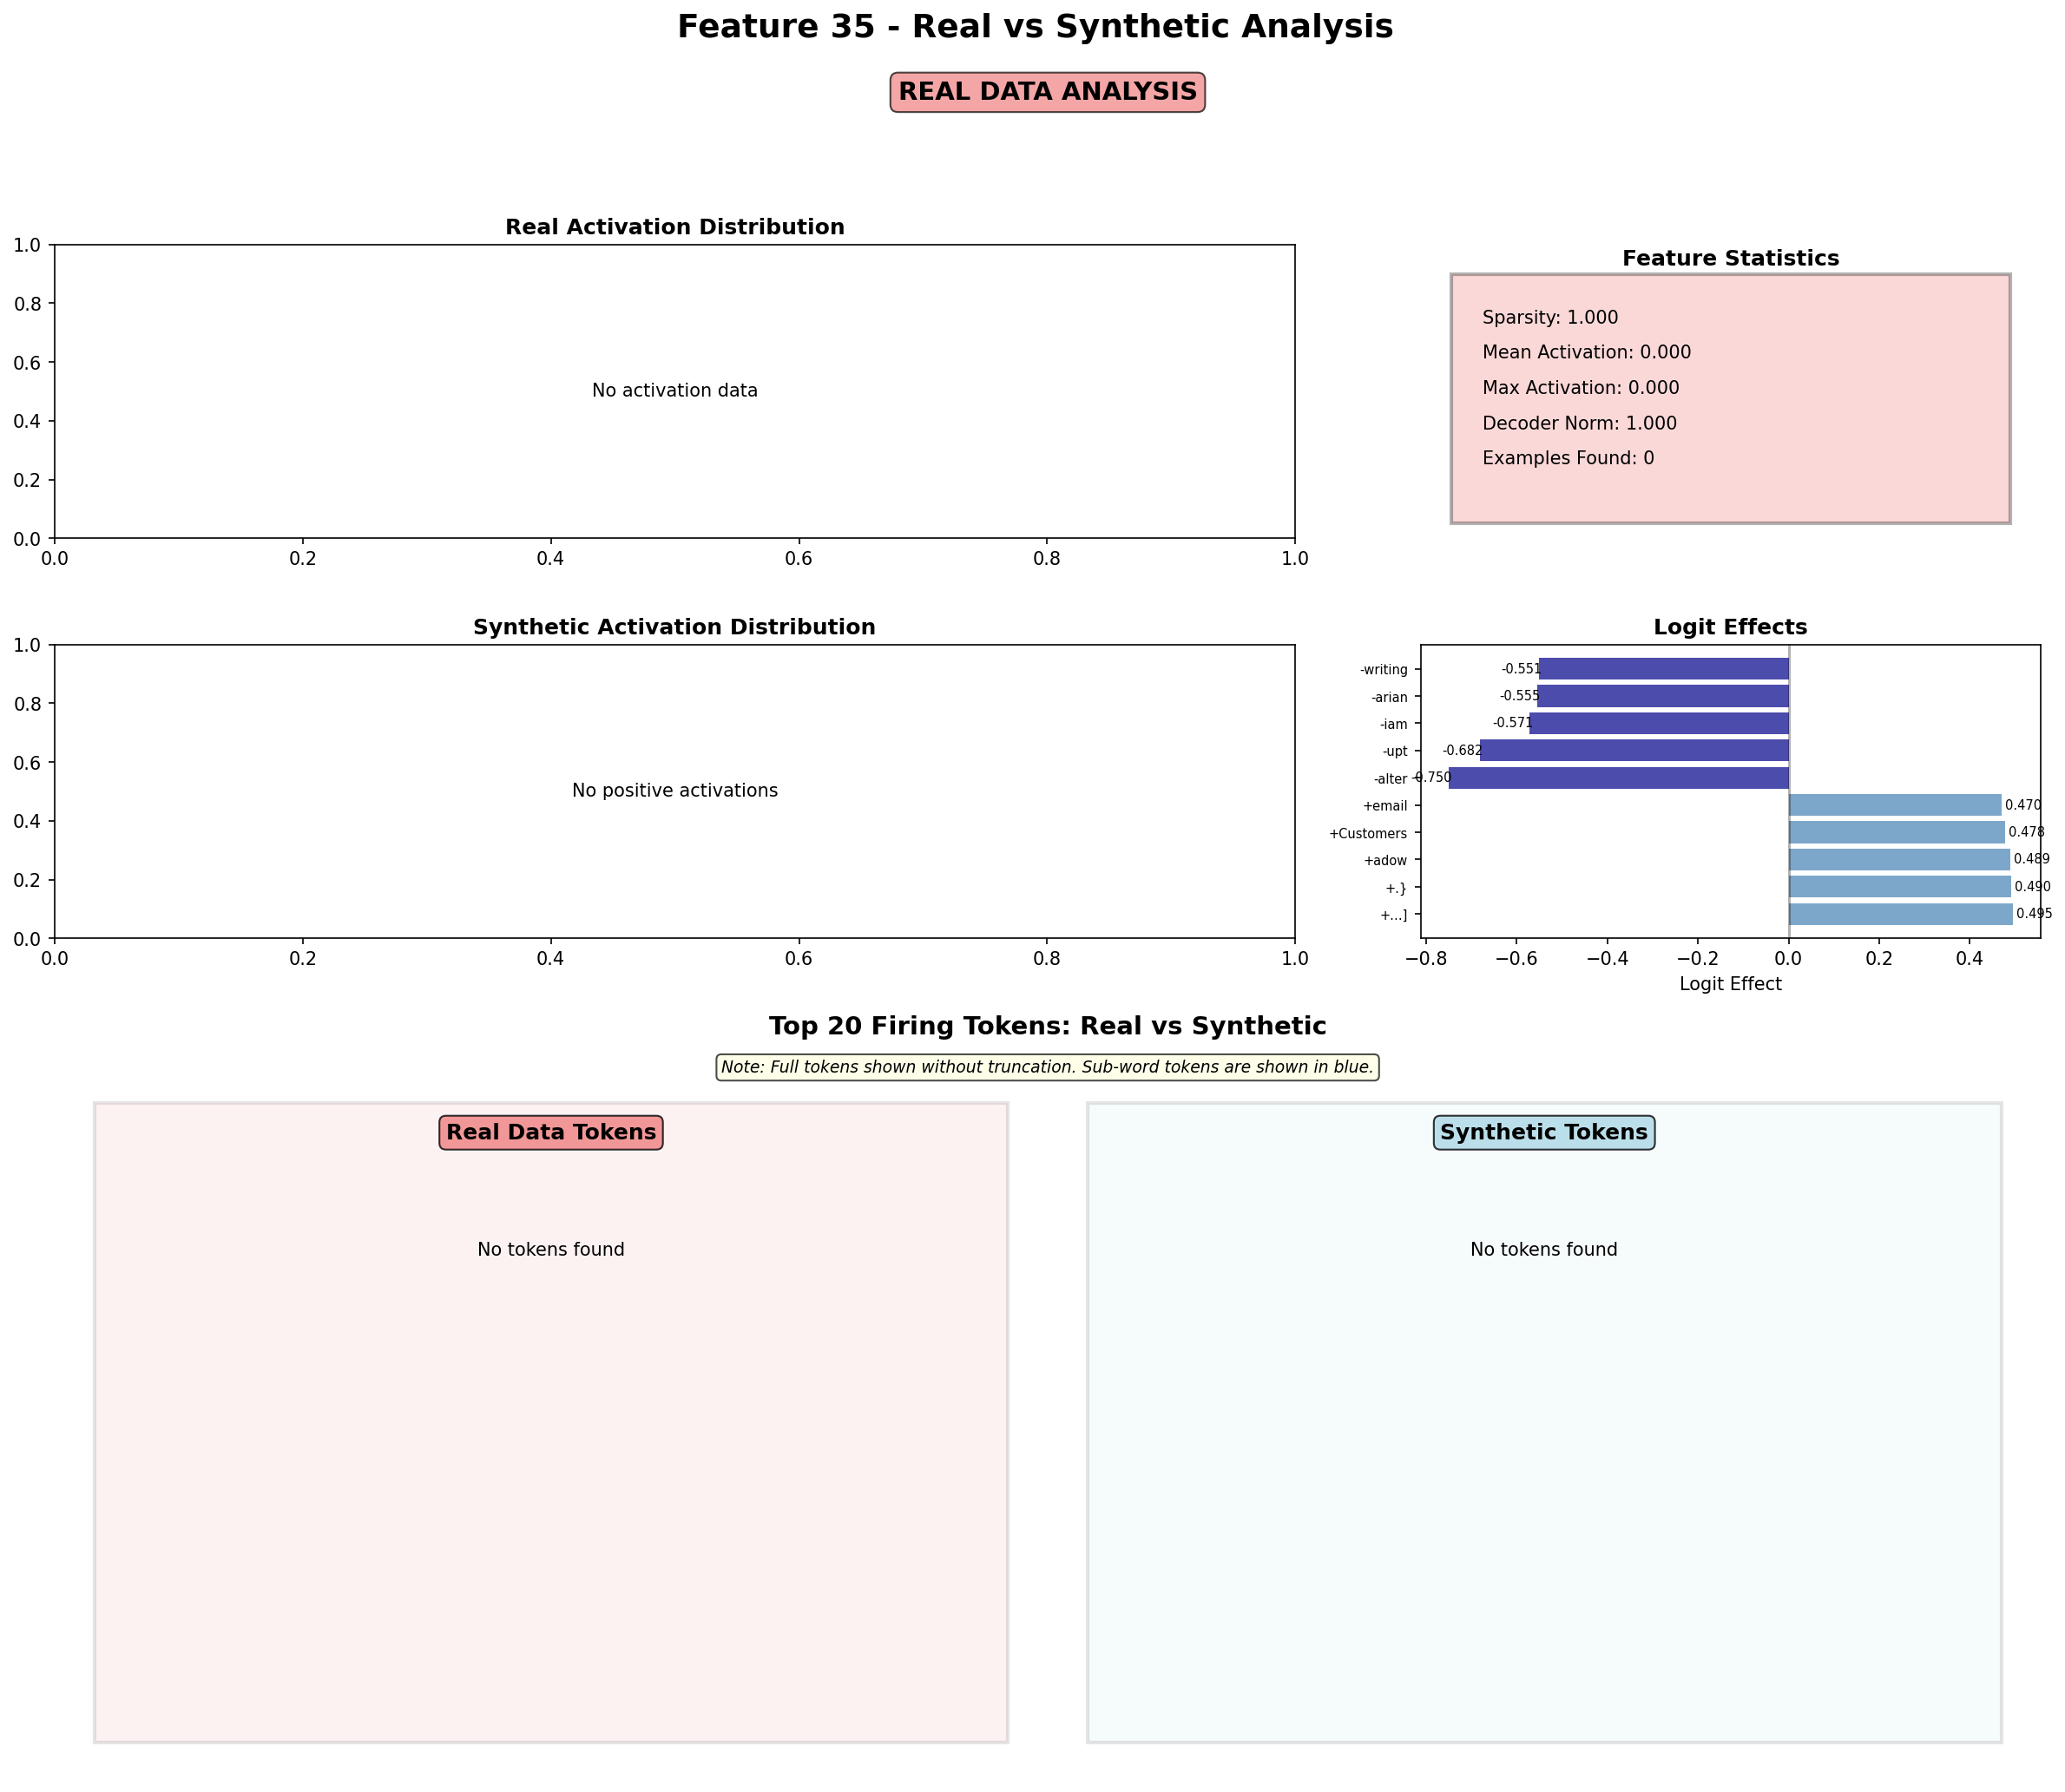 Feature 35 - Real vs Synthetic Analysis
REAL DATA ANALYSIS
Real Activation Distribution
1.0
0.8
0.6
0.4
0.2
0.0
No activation data
0.0 0.2 0.4 0.6 0.8 1.0
Feature Statistics
Sparsity: 1.000
Mean Activation: 0.000
Max Activation: 0.000
Decoder Norm: 1.000
Examples Found: 0
Synthetic Activation Distribution
1.0
0.8
0.6
0.4
0.2
0.0
No positive activations
0.0 0.2 0.4 0.6 0.8 1.0
Logit Effects
-writing -0.551
-arian -0.555
-iam -0.571
-upt -0.682
-alter -0.750
+email 0.470
+Customers 0.478
+adow 0.489
+.} 0.490
+...] 0.495
−0.8 −0.6 −0.4 −0.2 0.0 0.2 0.4
Logit Effect
Top 20 Firing Tokens: Real vs Synthetic
Note: Full tokens shown without truncation. Sub-word tokens are shown in blue.
Real Data Tokens
No tokens found
Synthetic Tokens
No tokens found